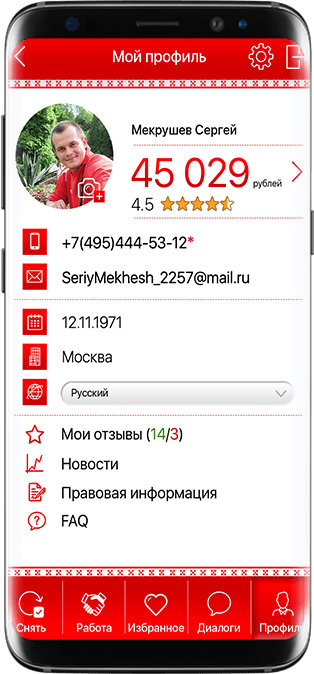 Мой профиль
Мекрушев Сергей
45 029 рублей
4.5
+7(495)444-53-12*
SeriyMekhesh_2257@mail.ru
12.11.1971
Москва
Русский
Мои отзывы (14/3)
Новости
Правовая информация
FAQ
Снять Работа Избранное Диалоги Профиль